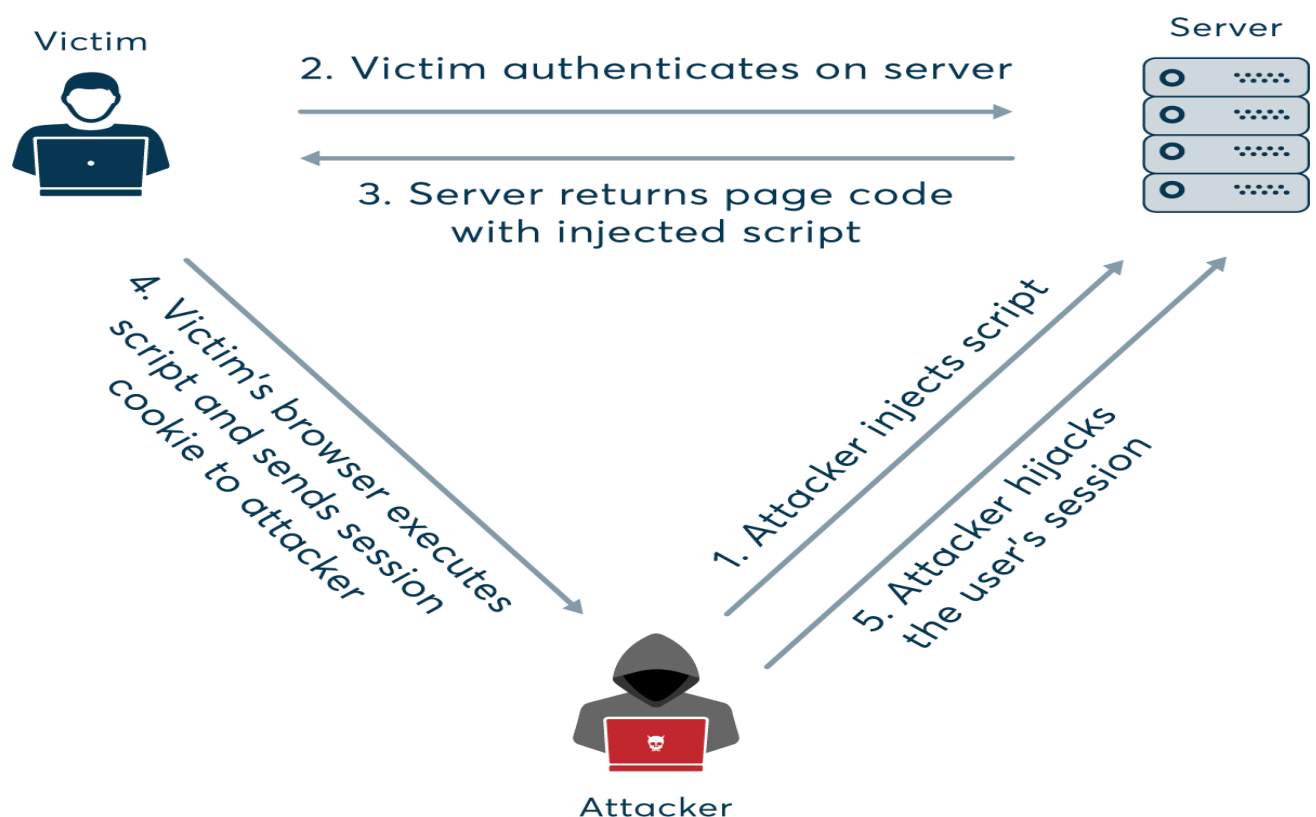 Victim
Server
2. Victim authenticates on server
3. Server returns page code
with injected script
4. Victim's browser executes
script and sends session
cookie to attacker
1. Attacker injects script
5. Attacker hijacks
the user's session
Attacker